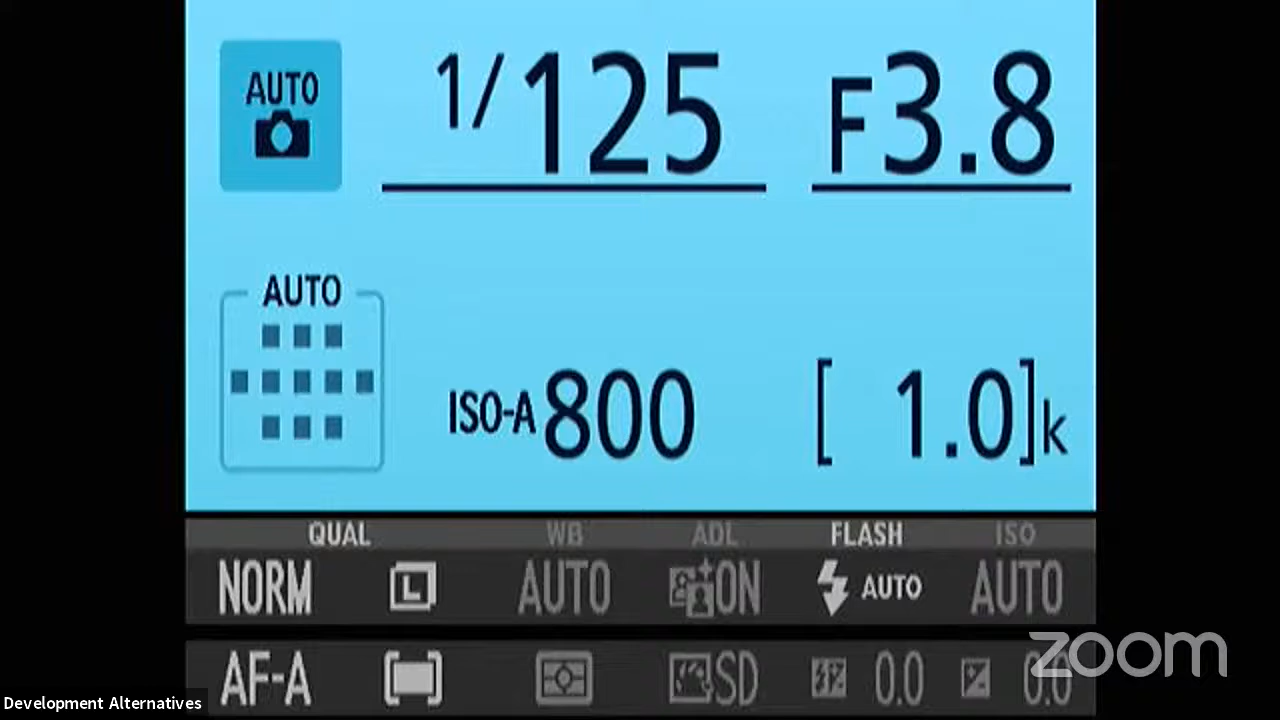 AUTO 1/125 F3.8
AUTO
ISO-A 800 [ 1.0]k
QUAL WB ADL FLASH ISO
NORM L AUTO ON AUTO AUTO
AF-A SD 0.0 0.0
zoom
Development Alternatives